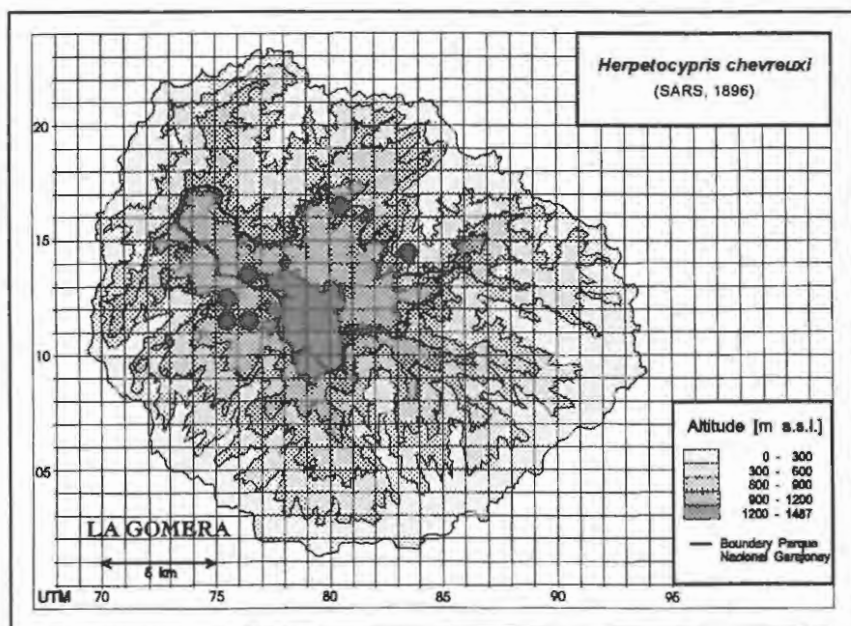 Herpetocypris chevreuxi
(SARS, 1896)
20
15
10
05
Altitude [m s.s.l.]
0 - 300
300 - 600
800 - 900
900 - 1200
1200 - 1487
Boundary Parque
Nacional Garajonay
LA GOMERA
5 km
UTM 70 75 80 85 90 95